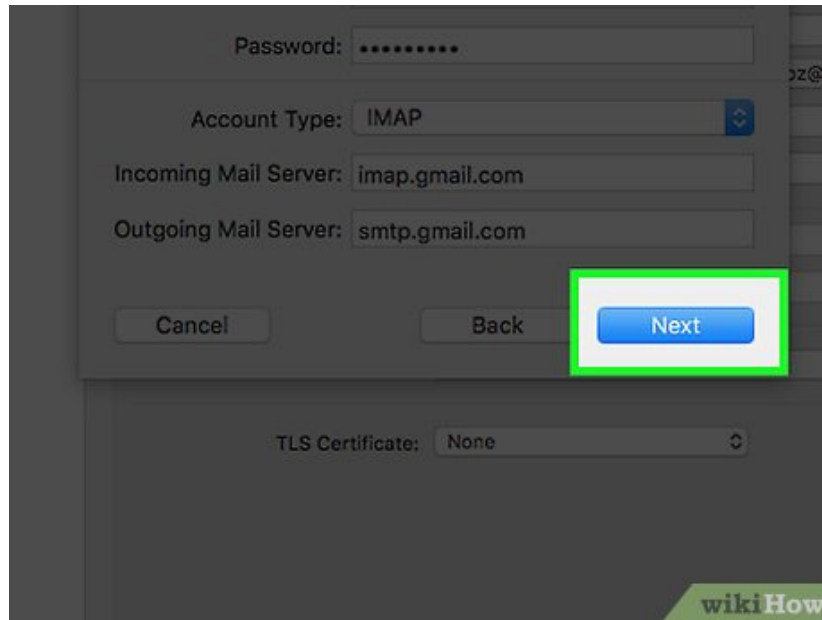 Password: •••••••••
oz@
Account Type: IMAP
Incoming Mail Server: imap.gmail.com
Outgoing Mail Server: smtp.gmail.com
Cancel Back Next
TLS Certificate: None
wikiHow